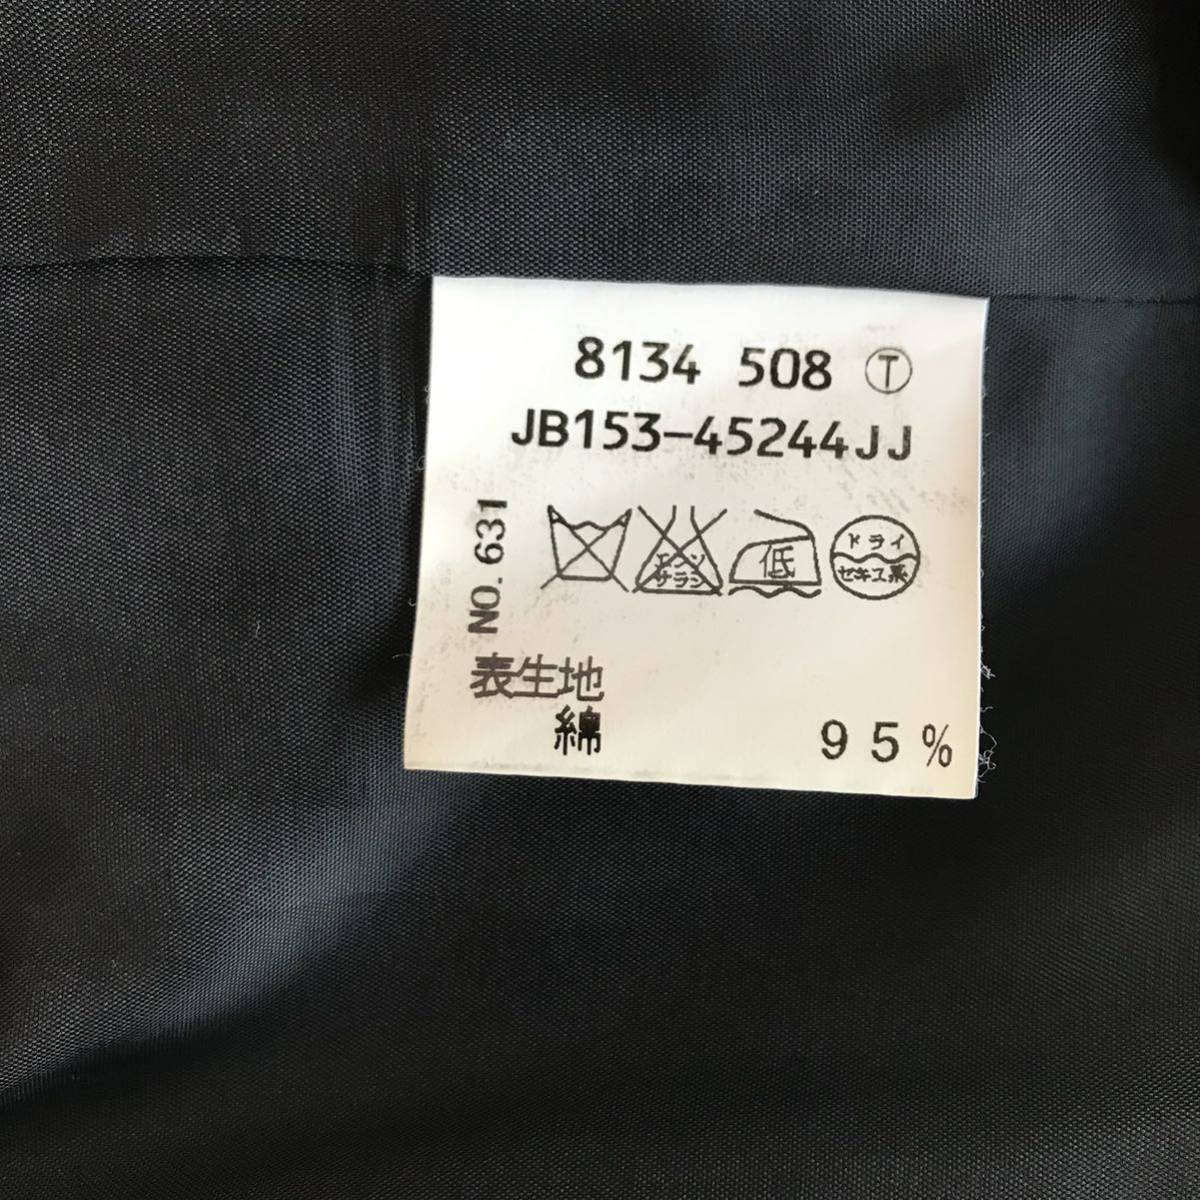 8134 508 Ⓣ
JB153-45244JJ
NO.631
エンソ
サラシ
低
ドライ
セキユ系
表生地
綿 95%